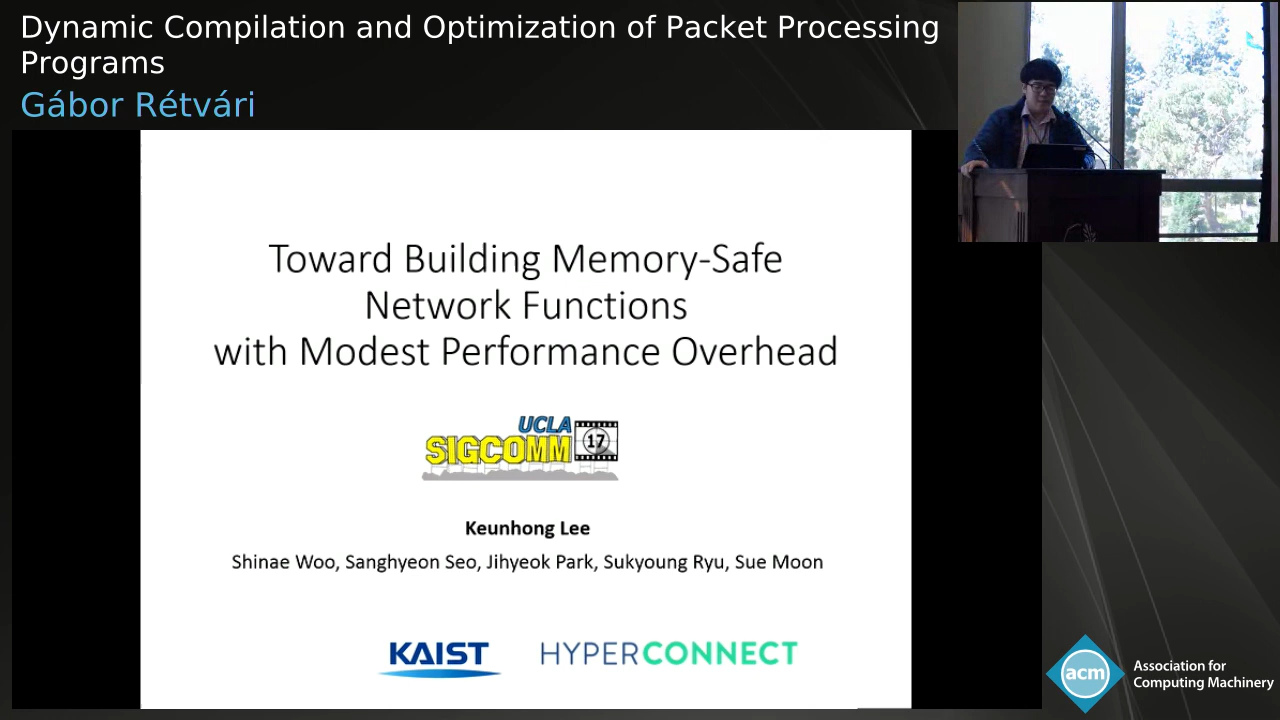 Dynamic Compilation and Optimization of Packet Processing
Programs
Gábor Rétvári
Toward Building Memory-Safe
Network Functions
with Modest Performance Overhead
UCLA
SIGCOMM 17
Keunhong Lee
Shinae Woo, Sanghyeon Seo, Jihyeok Park, Sukyoung Ryu, Sue Moon
KAIST HYPERCONNECT
acm
Association for
Computing Machinery